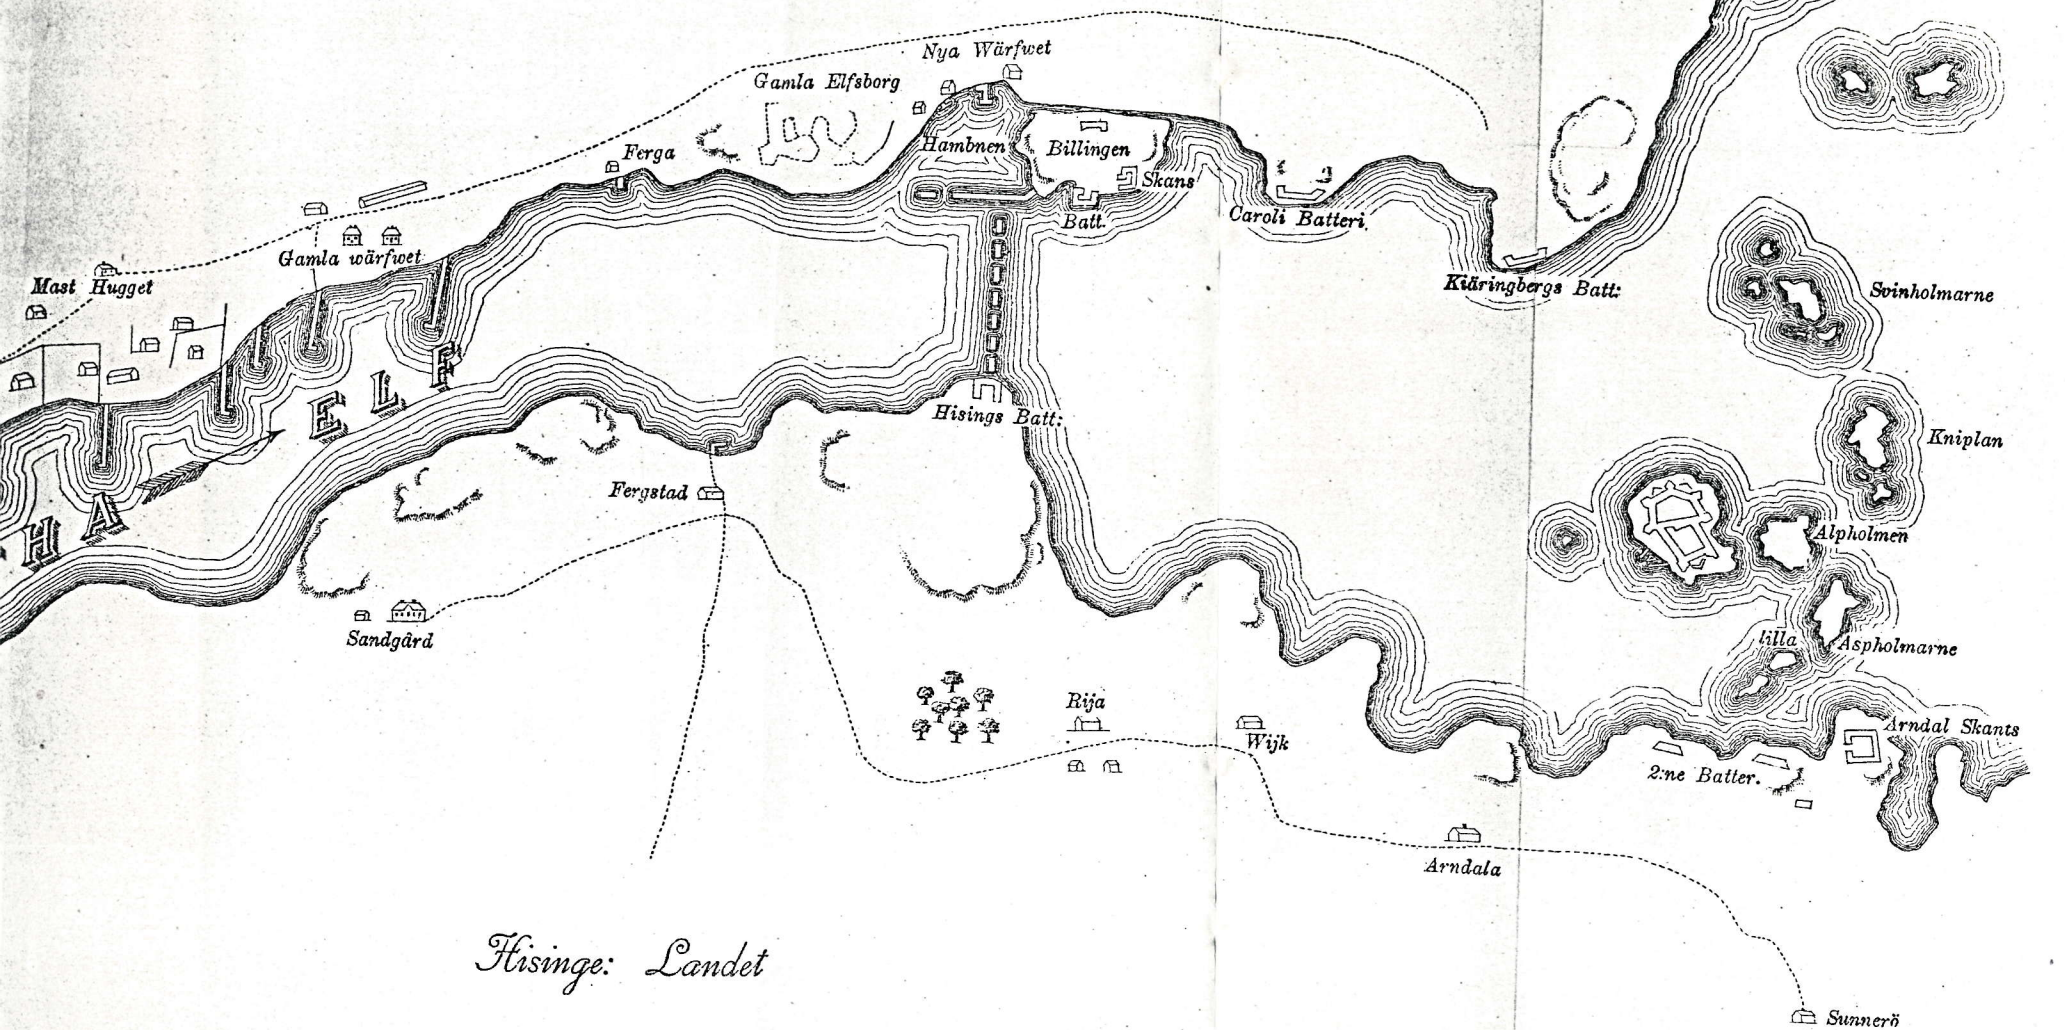 Nya Wärfwet
Gamla Elfsborg
Ferga
Hambnen
Billingen
Skans
Batt.
Caroli Batteri.
Kiäringbergs Batt:
Gamla wärfwet
Mast Hugget
Svinholmarne
Kniplan
HA ELF
Hisings Batt:
Fergstad
Alpholmen
Sandgård
lilla Aspholmarne
Rija
Wijk
Arndal Skants
2:ne Batter.
Arndala
Hisinge: Landet
Sunnerö